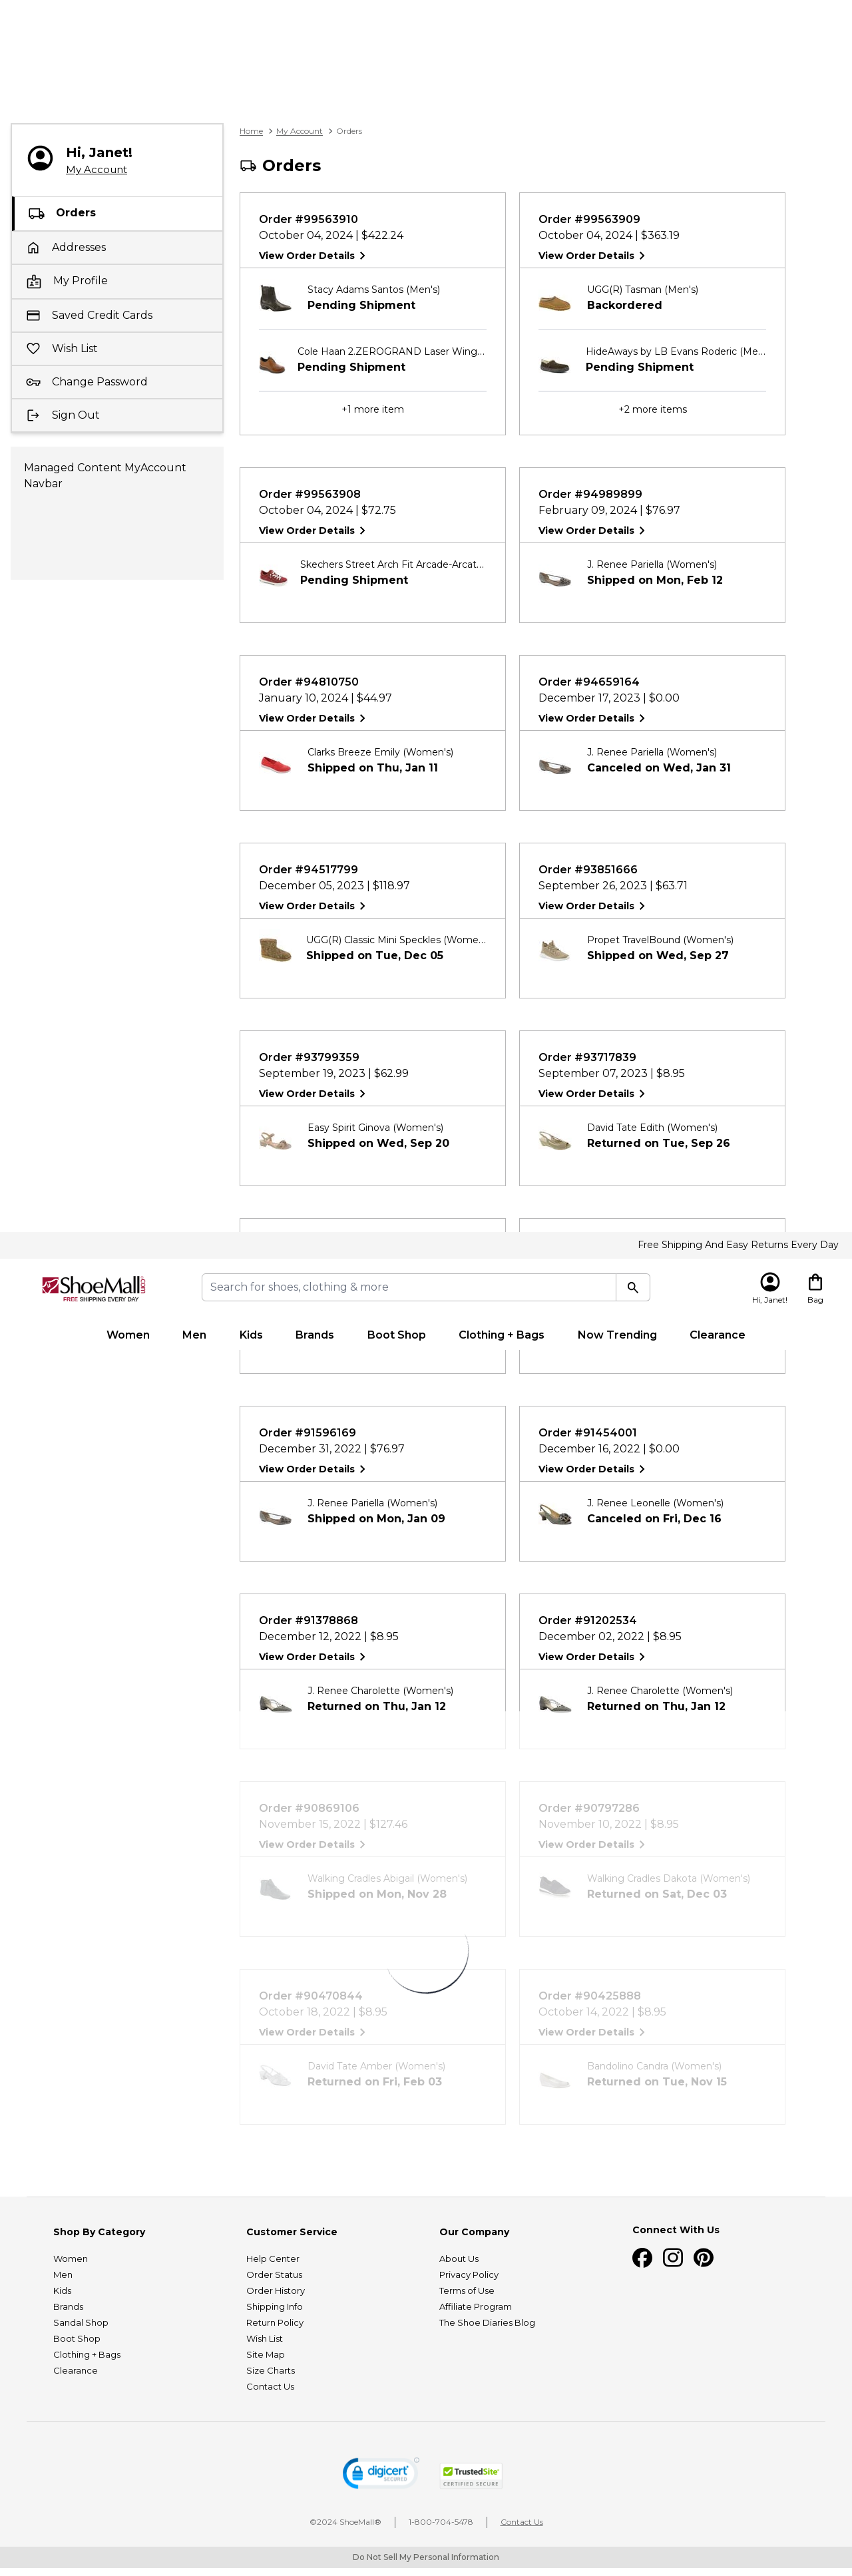 Hi, Janet!
My Account
Orders
Addresses
My Profile
Saved Credit Cards
Wish List
Change Password
Sign Out
Managed Content MyAccount
Navbar
Home > My Account > Orders
Orders
Order #99563910
October 04, 2024 | $422.24
View Order Details >
Stacy Adams Santos (Men's)
Pending Shipment
Cole Haan 2.ZEROGRAND Laser Wing...
Pending Shipment
+1 more item
Order #99563909
October 04, 2024 | $363.19
View Order Details >
UGG(R) Tasman (Men's)
Backordered
HideAways by LB Evans Roderic (Me...
Pending Shipment
+2 more items
Order #99563908
October 04, 2024 | $72.75
View Order Details >
Skechers Street Arch Fit Arcade-Arcat...
Pending Shipment
Order #94989899
February 09, 2024 | $76.97
View Order Details >
J. Renee Pariella (Women's)
Shipped on Mon, Feb 12
Order #94810750
January 10, 2024 | $44.97
View Order Details >
Clarks Breeze Emily (Women's)
Shipped on Thu, Jan 11
Order #94659164
December 17, 2023 | $0.00
View Order Details >
J. Renee Pariella (Women's)
Canceled on Wed, Jan 31
Order #94517799
December 05, 2023 | $118.97
View Order Details >
UGG(R) Classic Mini Speckles (Wome...
Shipped on Tue, Dec 05
Order #93851666
September 26, 2023 | $63.71
View Order Details >
Propet TravelBound (Women's)
Shipped on Wed, Sep 27
Order #93799359
September 19, 2023 | $62.99
View Order Details >
Easy Spirit Ginova (Women's)
Shipped on Wed, Sep 20
Order #93717839
September 07, 2023 | $8.95
View Order Details >
David Tate Edith (Women's)
Returned on Tue, Sep 26
Free Shipping And Easy Returns Every Day
ShoeMall.com
FREE SHIPPING EVERY DAY
Search for shoes, clothing & more
Hi, Janet!
Bag
Women Men Kids Brands Boot Shop Clothing + Bags Now Trending Clearance
Order #91596169
December 31, 2022 | $76.97
View Order Details >
J. Renee Pariella (Women's)
Shipped on Mon, Jan 09
Order #91454001
December 16, 2022 | $0.00
View Order Details >
J. Renee Leonelle (Women's)
Canceled on Fri, Dec 16
Order #91378868
December 12, 2022 | $8.95
View Order Details >
J. Renee Charolette (Women's)
Returned on Thu, Jan 12
Order #91202534
December 02, 2022 | $8.95
View Order Details >
J. Renee Charolette (Women's)
Returned on Thu, Jan 12
Order #90869106
November 15, 2022 | $127.46
View Order Details >
Walking Cradles Abigail (Women's)
Shipped on Mon, Nov 28
Order #90797286
November 10, 2022 | $8.95
View Order Details >
Walking Cradles Dakota (Women's)
Returned on Sat, Dec 03
Order #90470844
October 18, 2022 | $8.95
View Order Details >
David Tate Amber (Women's)
Returned on Fri, Feb 03
Order #90425888
October 14, 2022 | $8.95
View Order Details >
Bandolino Candra (Women's)
Returned on Tue, Nov 15
Shop By Category
Women
Men
Kids
Brands
Sandal Shop
Boot Shop
Clothing + Bags
Clearance
Customer Service
Help Center
Order Status
Order History
Shipping Info
Return Policy
Wish List
Site Map
Size Charts
Contact Us
Our Company
About Us
Privacy Policy
Terms of Use
Affiliate Program
The Shoe Diaries Blog
Connect With Us
digicert
SECURED
TrustedSite
CERTIFIED SECURE
©2024 ShoeMall® | 1-800-704-5478 | Contact Us
Do Not Sell My Personal Information